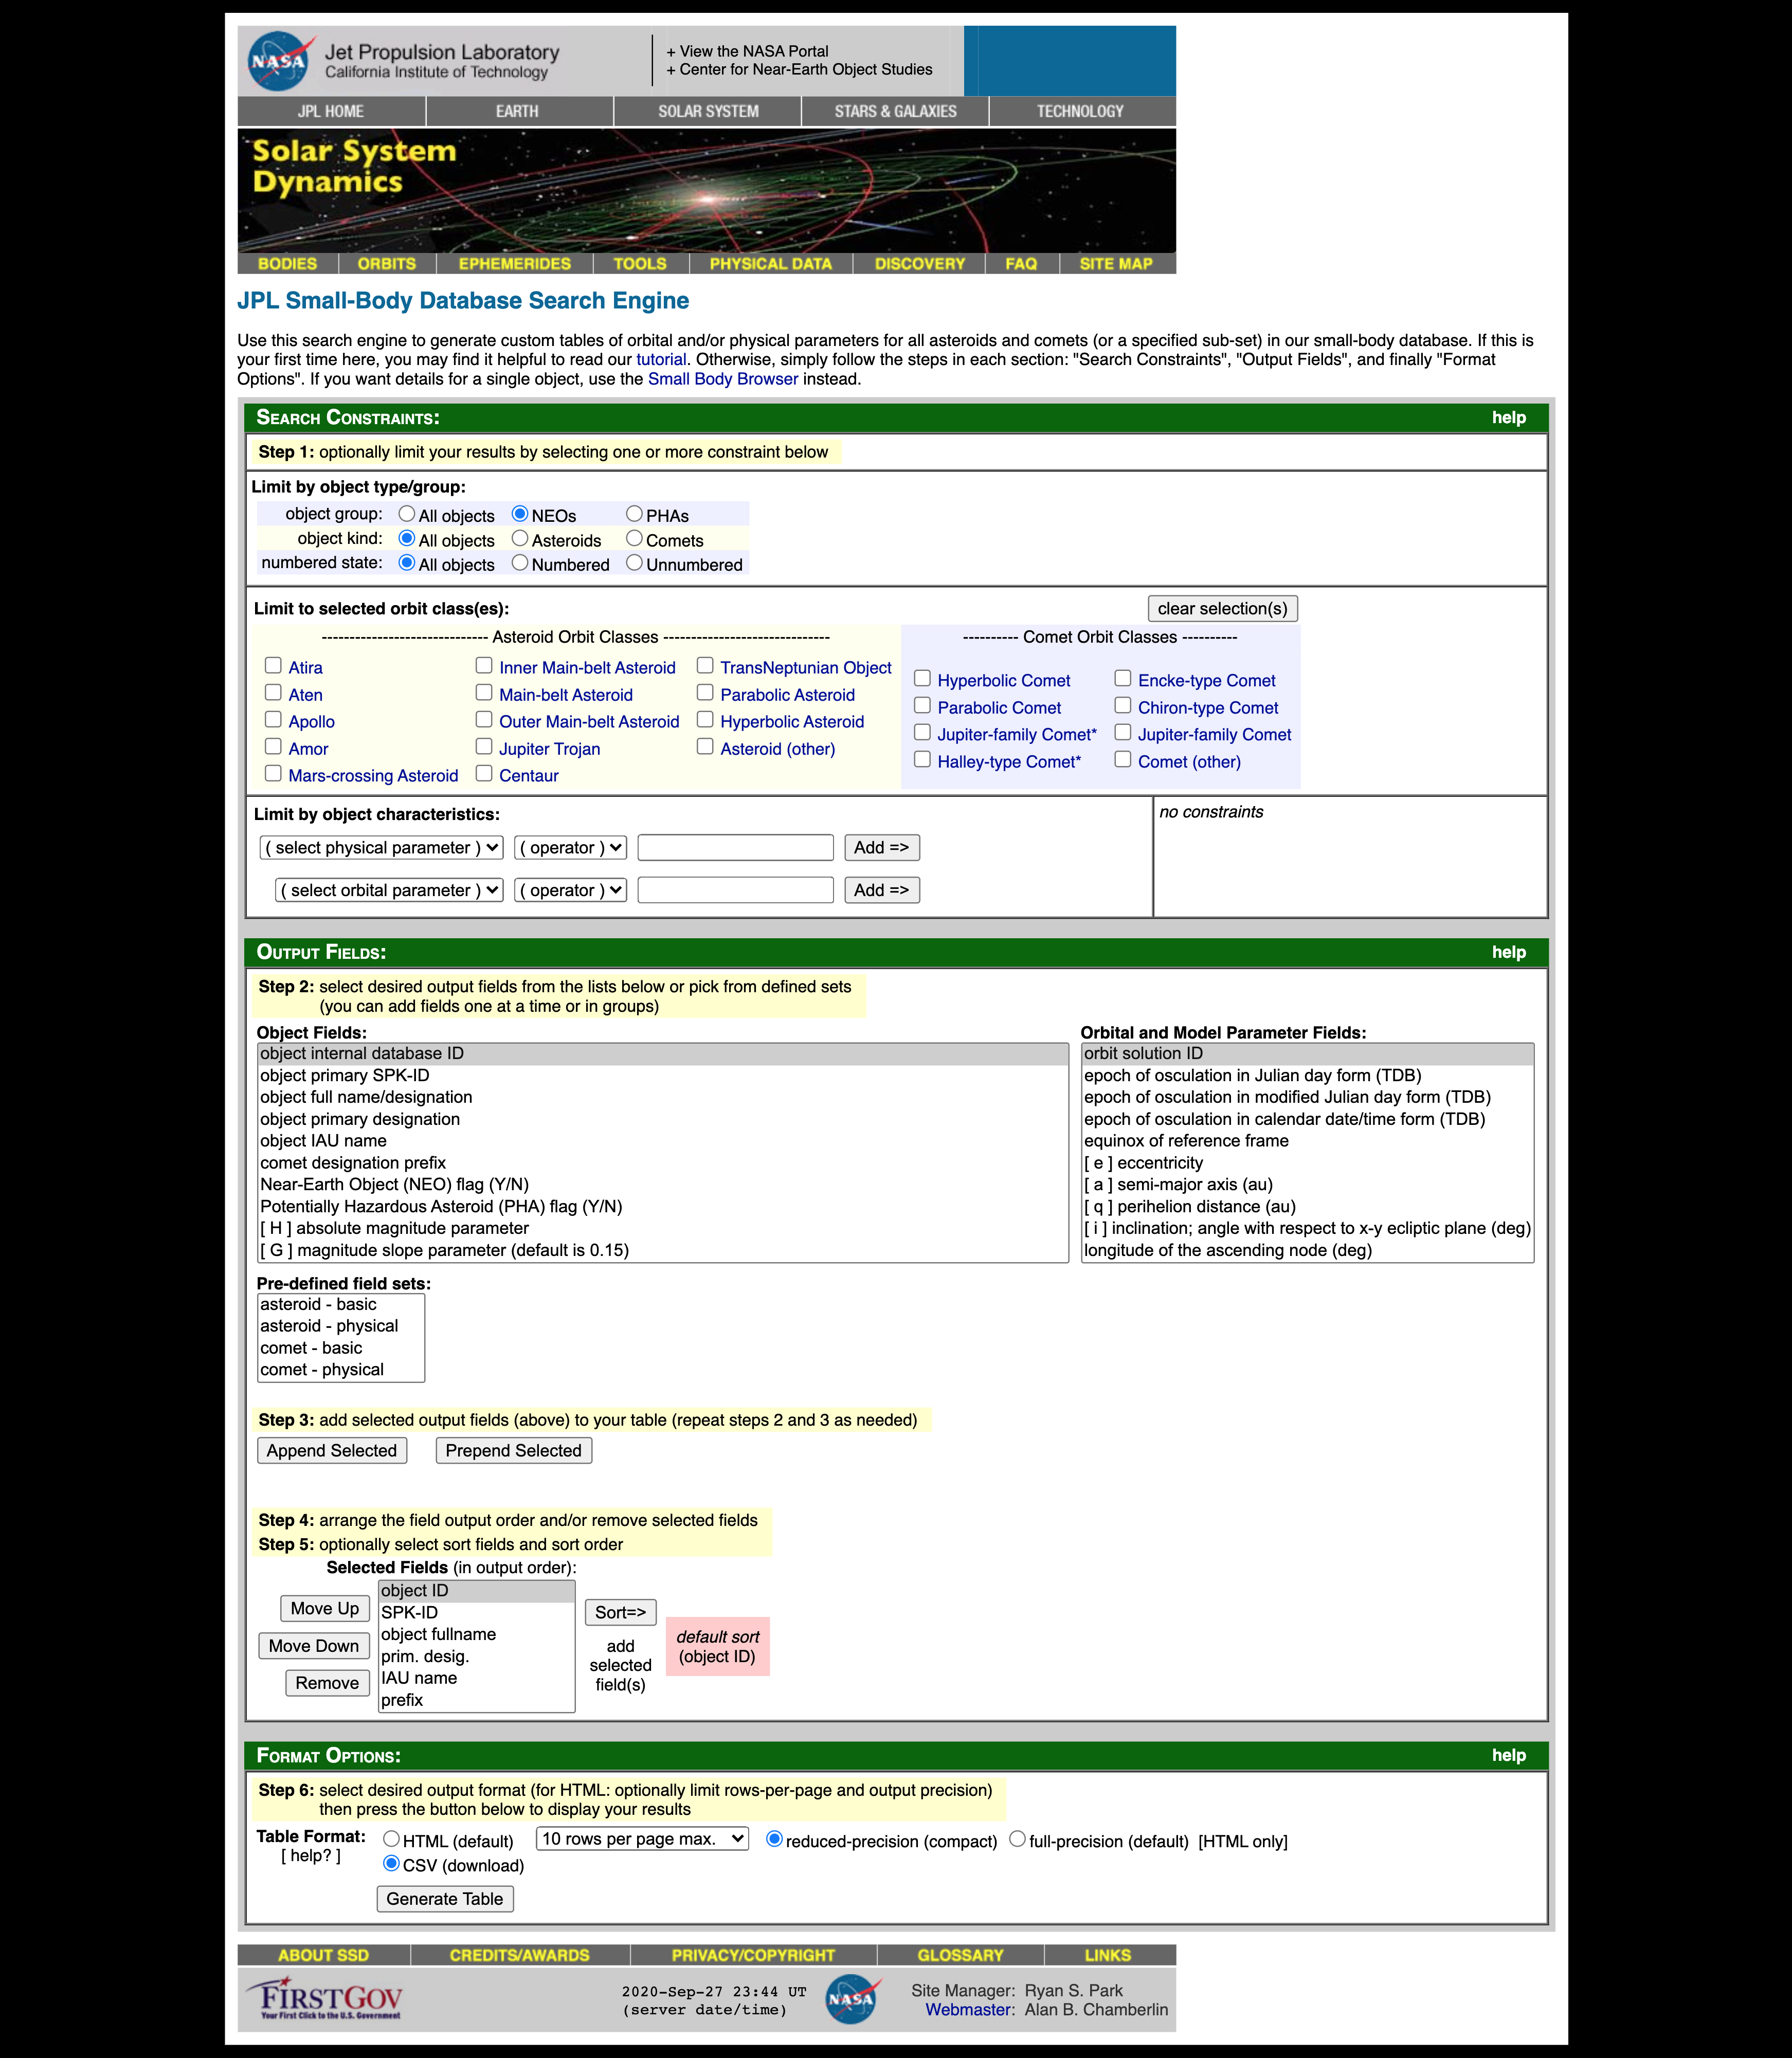 NASA
Jet Propulsion Laboratory
California Institute of Technology
+ View the NASA Portal
+ Center for Near-Earth Object Studies
JPL HOME EARTH SOLAR SYSTEM STARS & GALAXIES TECHNOLOGY
Solar System
Dynamics
BODIES ORBITS EPHEMERIDES TOOLS PHYSICAL DATA DISCOVERY FAQ SITE MAP
JPL Small-Body Database Search Engine
Use this search engine to generate custom tables of orbital and/or physical parameters for all asteroids and comets (or a specified sub-set) in our small-body database. If this is
your first time here, you may find it helpful to read our tutorial. Otherwise, simply follow the steps in each section: "Search Constraints", "Output Fields", and finally "Format
Options". If you want details for a single object, use the Small Body Browser instead.
SEARCH CONSTRAINTS: help
Step 1: optionally limit your results by selecting one or more constraint below
Limit by object type/group:
object group: All objects NEOs PHAs
object kind: All objects Asteroids Comets
numbered state: All objects Numbered Unnumbered
Limit to selected orbit class(es): clear selection(s)
------------------------------ Asteroid Orbit Classes ------------------------------ ---------- Comet Orbit Classes ----------
Atira Inner Main-belt Asteroid TransNeptunian Object
Aten Main-belt Asteroid Parabolic Asteroid
Apollo Outer Main-belt Asteroid Hyperbolic Asteroid
Amor Jupiter Trojan Asteroid (other)
Mars-crossing Asteroid Centaur
Hyperbolic Comet Encke-type Comet
Parabolic Comet Chiron-type Comet
Jupiter-family Comet* Jupiter-family Comet
Halley-type Comet* Comet (other)
Limit by object characteristics:
( select physical parameter ) ( operator ) Add =>
( select orbital parameter ) ( operator ) Add =>
no constraints
OUTPUT FIELDS: help
Step 2: select desired output fields from the lists below or pick from defined sets
(you can add fields one at a time or in groups)
Object Fields:
object internal database ID
object primary SPK-ID
object full name/designation
object primary designation
object IAU name
comet designation prefix
Near-Earth Object (NEO) flag (Y/N)
Potentially Hazardous Asteroid (PHA) flag (Y/N)
[ H ] absolute magnitude parameter
[ G ] magnitude slope parameter (default is 0.15)
Orbital and Model Parameter Fields:
orbit solution ID
epoch of osculation in Julian day form (TDB)
epoch of osculation in modified Julian day form (TDB)
epoch of osculation in calendar date/time form (TDB)
equinox of reference frame
[ e ] eccentricity
[ a ] semi-major axis (au)
[ q ] perihelion distance (au)
[ i ] inclination; angle with respect to x-y ecliptic plane (deg)
longitude of the ascending node (deg)
Pre-defined field sets:
asteroid - basic
asteroid - physical
comet - basic
comet - physical
Step 3: add selected output fields (above) to your table (repeat steps 2 and 3 as needed)
Append Selected Prepend Selected
Step 4: arrange the field output order and/or remove selected fields
Step 5: optionally select sort fields and sort order
Selected Fields (in output order):
Move Up
Move Down
Remove
object ID
SPK-ID
object fullname
prim. desig.
IAU name
prefix
Sort=>
add
selected
field(s)
default sort
(object ID)
FORMAT OPTIONS: help
Step 6: select desired output format (for HTML: optionally limit rows-per-page and output precision)
then press the button below to display your results
Table Format: HTML (default) 10 rows per page max. reduced-precision (compact) full-precision (default) [HTML only]
[ help? ] CSV (download)
Generate Table
ABOUT SSD CREDITS/AWARDS PRIVACY/COPYRIGHT GLOSSARY LINKS
FIRSTGOV
Your First Click to the U.S. Government
2020-Sep-27 23:44 UT
(server date/time)
NASA
Site Manager: Ryan S. Park
Webmaster: Alan B. Chamberlin